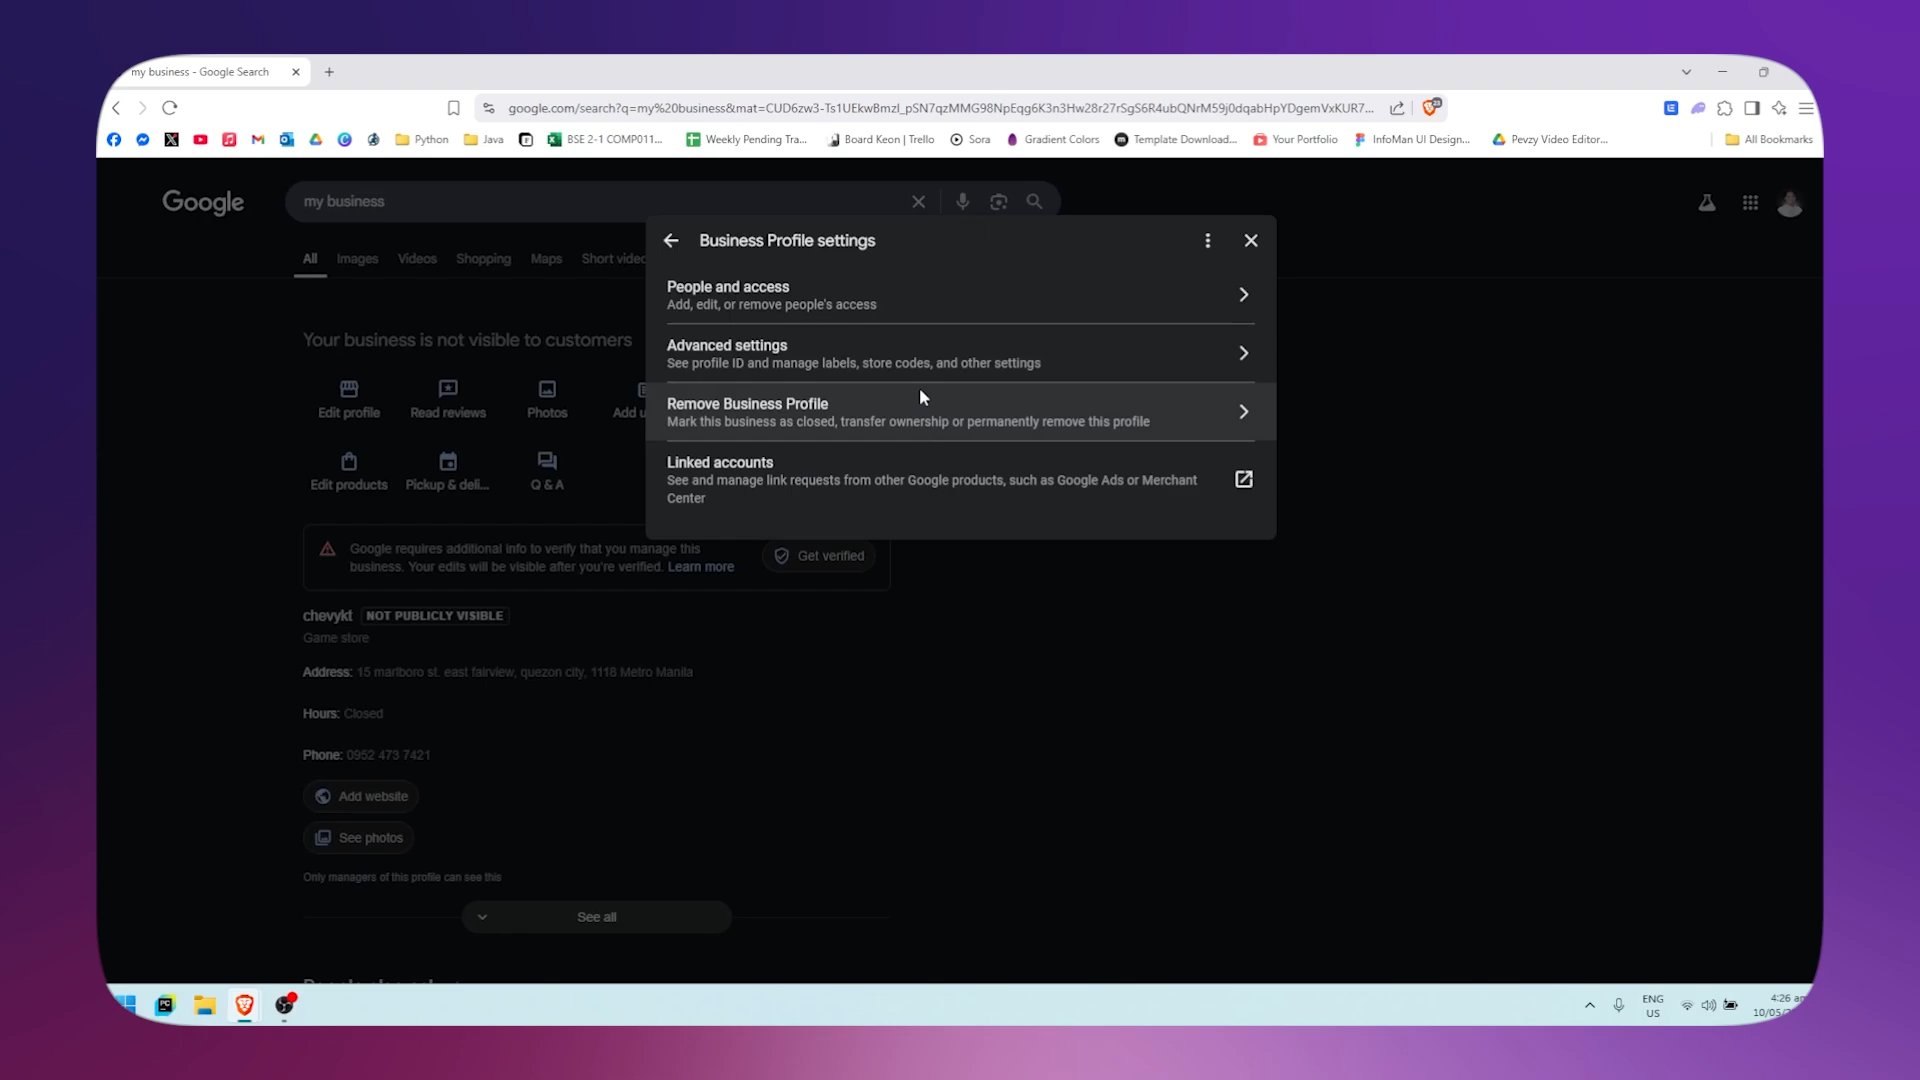 my business - Google Search
google.com/search?q=my%20business&mat=CUD6zw3-Ts1UEkwBmzl_pSN7qzMMG98NpEqg6K3n3Hw28r27rSgS6R4ubQNrM59j0dqabHpYDgemVxKUR7...
23
Python
Java
BSE 2-1 COMP011...
Weekly Pending Tra...
Board Keon | Trello
Sora
Gradient Colors
Template Download...
Your Portfolio
InfoMan UI Design...
Pevzy Video Editor...
All Bookmarks
Google
my business
All
Images
Videos
Shopping
Maps
Short video
Business Profile settings
People and access
Add, edit, or remove people's access
Advanced settings
See profile ID and manage labels, store codes, and other settings
Remove Business Profile
Mark this business as closed, transfer ownership or permanently remove this profile
Linked accounts
See and manage link requests from other Google products, such as Google Ads or Merchant
Center
Your business is not visible to customers
Edit profile
Read reviews
Photos
Add u
Edit products
Pickup & deli...
Q & A
Google requires additional info to verify that you manage this
business. Your edits will be visible after you're verified. Learn more
Get verified
chevykt NOT PUBLICLY VISIBLE
Game store
Address: 15 marlboro st. east fairview, quezon city, 1118 Metro Manila
Hours: Closed
Phone: 0952 473 7421
Add website
See photos
Only managers of this profile can see this
See all
PC
ENG
US
4:26 am
10/05/2